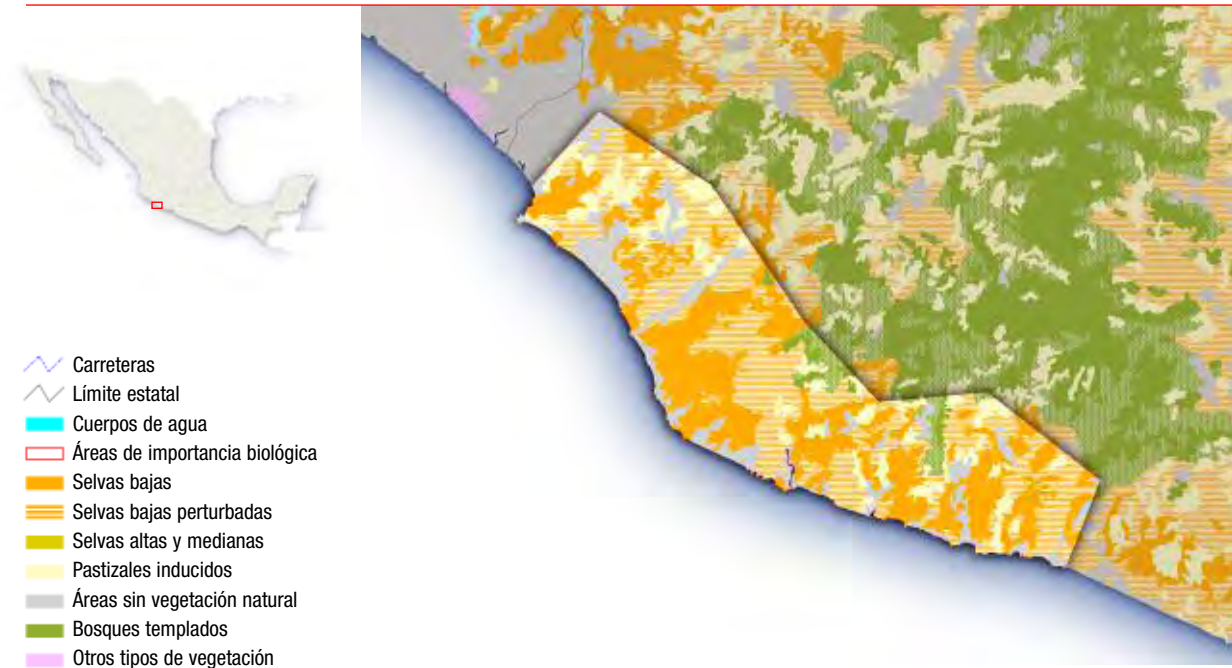 Carreteras
Límite estatal
Cuerpos de agua
Áreas de importancia biológica
Selvas bajas
Selvas bajas perturbadas
Selvas altas y medianas
Pastizales inducidos
Áreas sin vegetación natural
Bosques templados
Otros tipos de vegetación